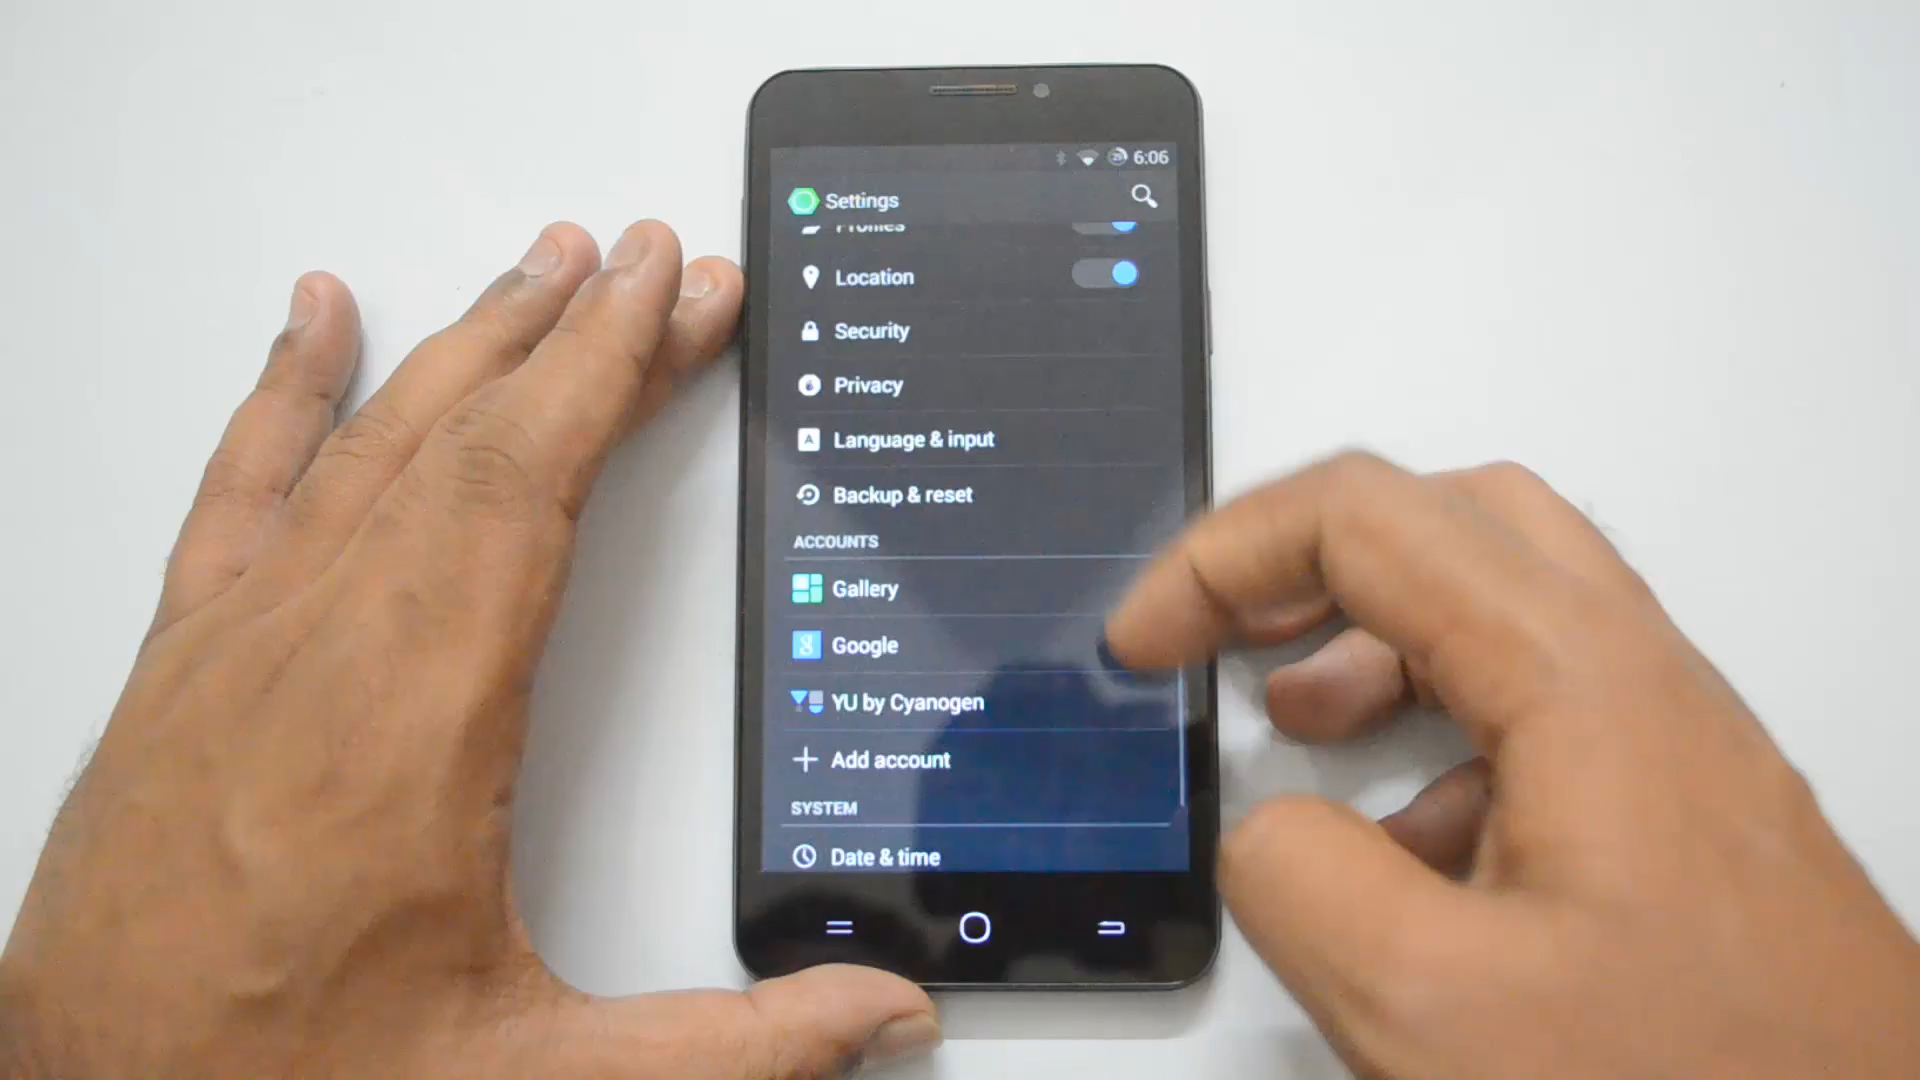 6:06
Settings
Profiles
Location
Security
Privacy
A Language & input
Backup & reset
ACCOUNTS
Gallery
g Google
YU by Cyanogen
Add account
SYSTEM
Date & time